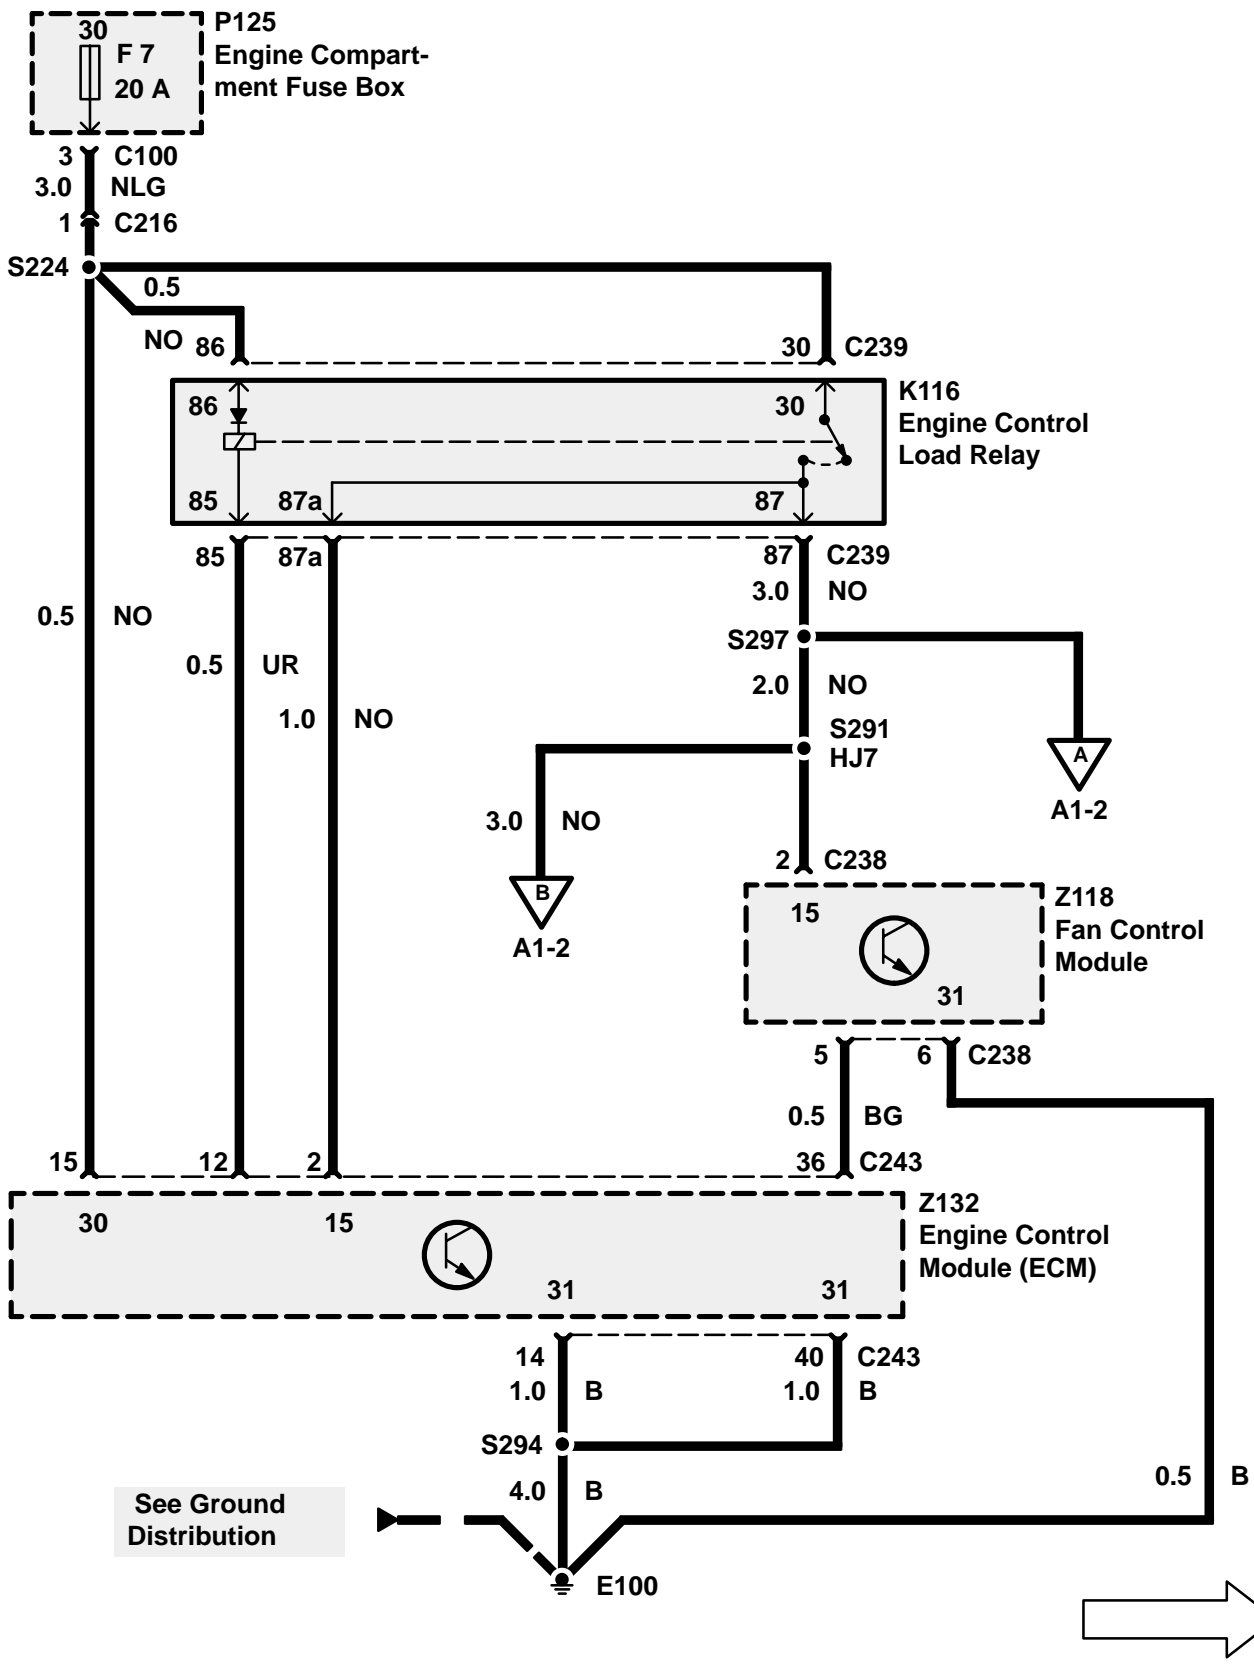 30
F 7
20 A
P125
Engine Compart-
ment Fuse Box
3 C100
3.0 NLG
1 C216
S224
0.5
NO
86
30 C239
86
30
K116
Engine Control
Load Relay
85
87a
87
85
87a
87 C239
3.0 NO
0.5 NO
S297
0.5 UR
2.0 NO
1.0 NO
S291
HJ7
A
A1-2
3.0 NO
B
A1-2
2 C238
15
31
Z118
Fan Control
Module
5
6 C238
0.5 BG
15
12
2
36 C243
30
15
31
31
Z132
Engine Control
Module (ECM)
14
40 C243
1.0 B
1.0 B
S294
4.0 B
0.5 B
See Ground
Distribution
E100